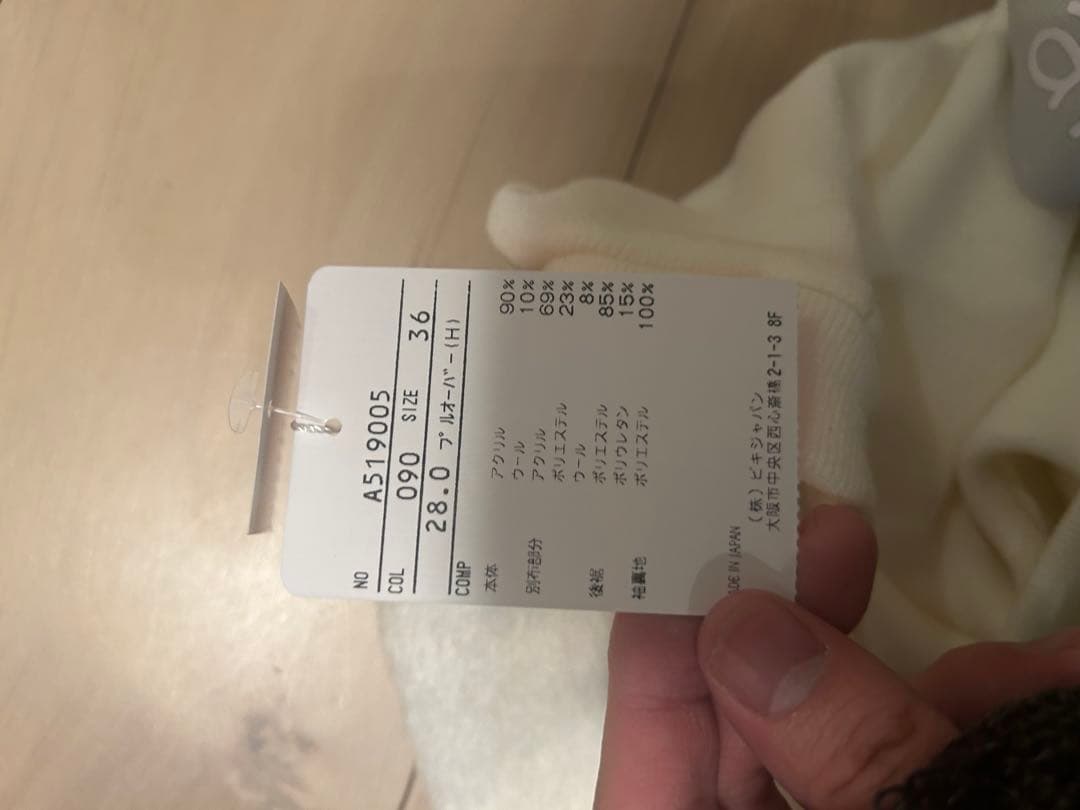 NO A519005
COL 090 SIZE 36
28.0 プルオーバー(H)
COMP
本体 アクリル 90%
ウール 10%
別布部分 アクリル 69%
ポリエステル 23%
ウール 8%
後裾 ポリエステル 85%
ポリウレタン 15%
袖裏地 ポリエステル 100%
ADE IN JAPAN
(株)ビキジャパン
大阪市中央区西心斎橋2-1-3 8F